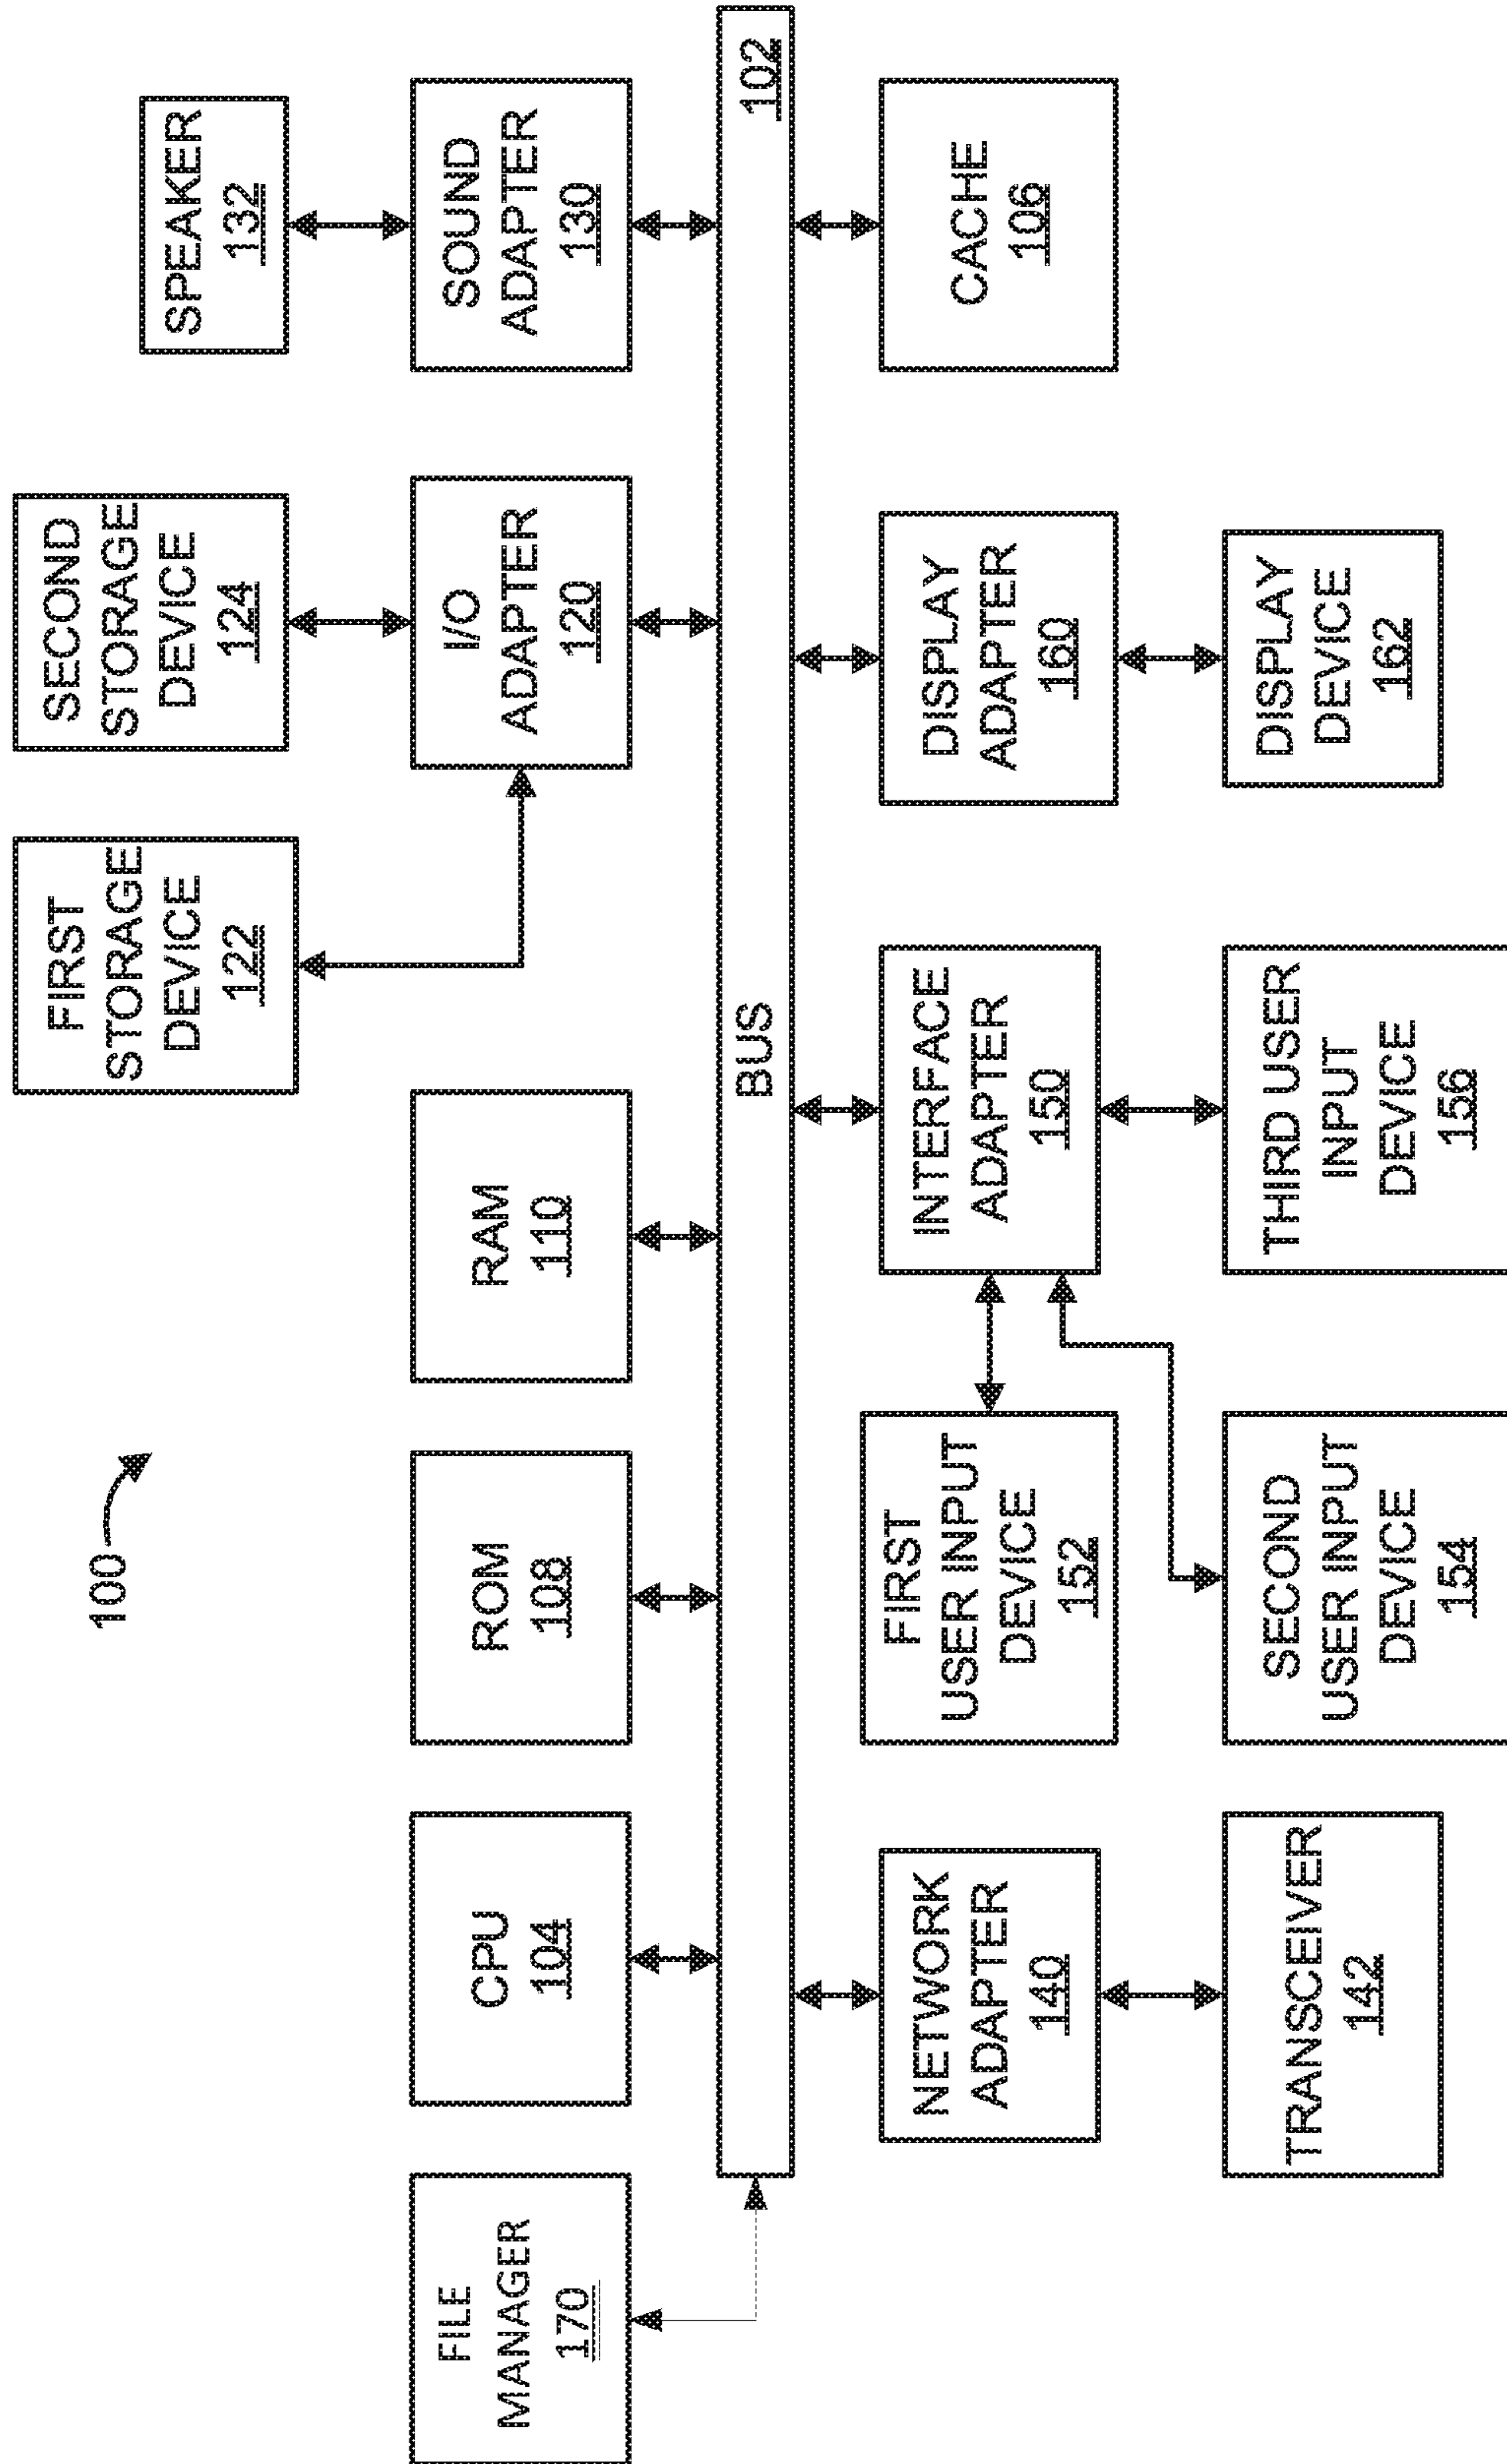 100
FIRST
STORAGE
DEVICE
122
SECOND
STORAGE
DEVICE
124
SPEAKER
132
FILE
MANAGER
170
CPU
104
ROM
108
RAM
110
I/O
ADAPTER
120
SOUND
ADAPTER
130
BUS
102
NETWORK
ADAPTER
140
FIRST
USER INPUT
DEVICE
152
INTERFACE
ADAPTER
150
DISPLAY
ADAPTER
160
CACHE
106
TRANSCEIVER
142
SECOND
USER INPUT
DEVICE
154
THIRD USER
INPUT
DEVICE
156
DISPLAY
DEVICE
162